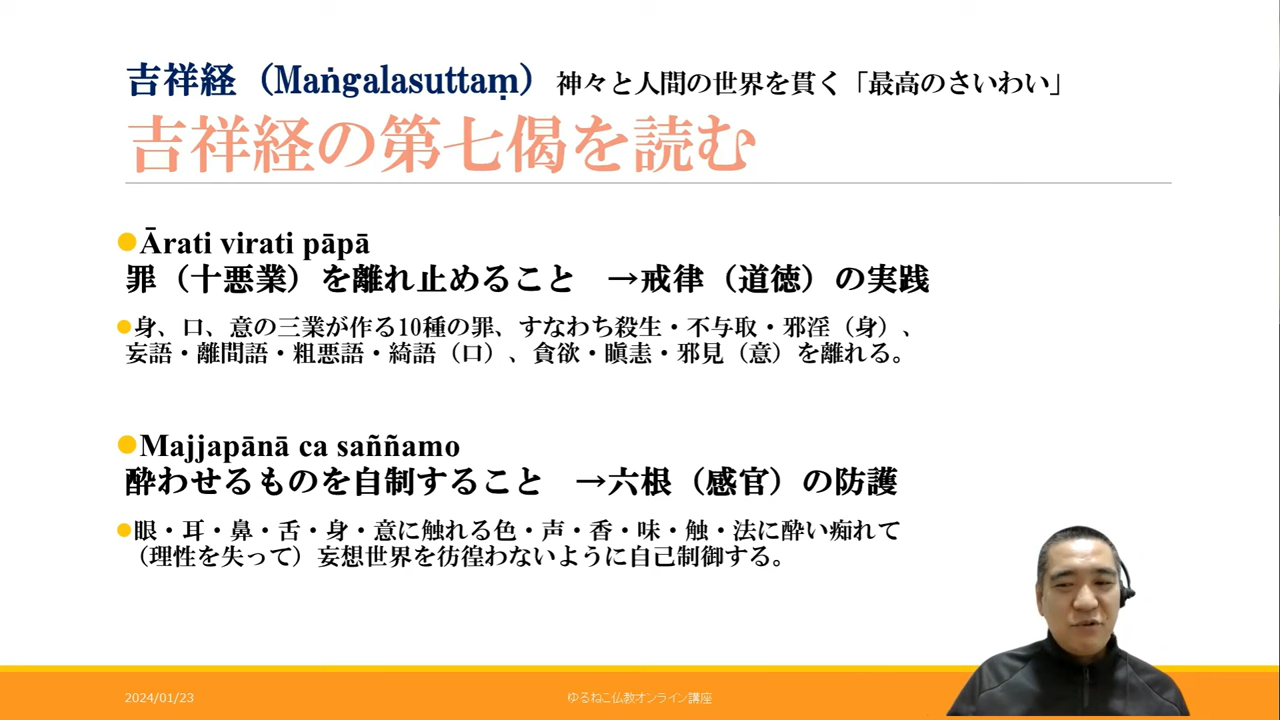 吉祥経（Maṅgalasuttaṃ）神々と人間の世界を貫く「最高のさいわい」
吉祥経の第七偈を読む
●Ārati virati pāpā
罪（十悪業）を離れ止めること　→戒律（道徳）の実践
●身、口、意の三業が作る10種の罪、すなわち殺生・不与取・邪淫（身）、
妄語・離間語・粗悪語・綺語（口）、貪欲・瞋恚・邪見（意）を離れる。
●Majjapānā ca saññamo
酔わせるものを自制すること　→六根（感官）の防護
●眼・耳・鼻・舌・身・意に触れる色・声・香・味・触・法に酔い痴れて
（理性を失って）妄想世界を彷徨わないように自己制御する。
2024/01/23
ゆるねこ仏教オンライン講座